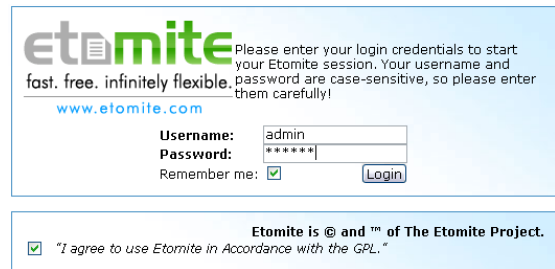 etomite
fast. free. infinitely flexible.
www.etomite.com
Please enter your login credentials to start
your Etomite session. Your username and
password are case-sensitive, so please enter
them carefully!
Username: admin
Password: ******
Remember me:
Login
Etomite is © and ™ of The Etomite Project.
"I agree to use Etomite in Accordance with the GPL."